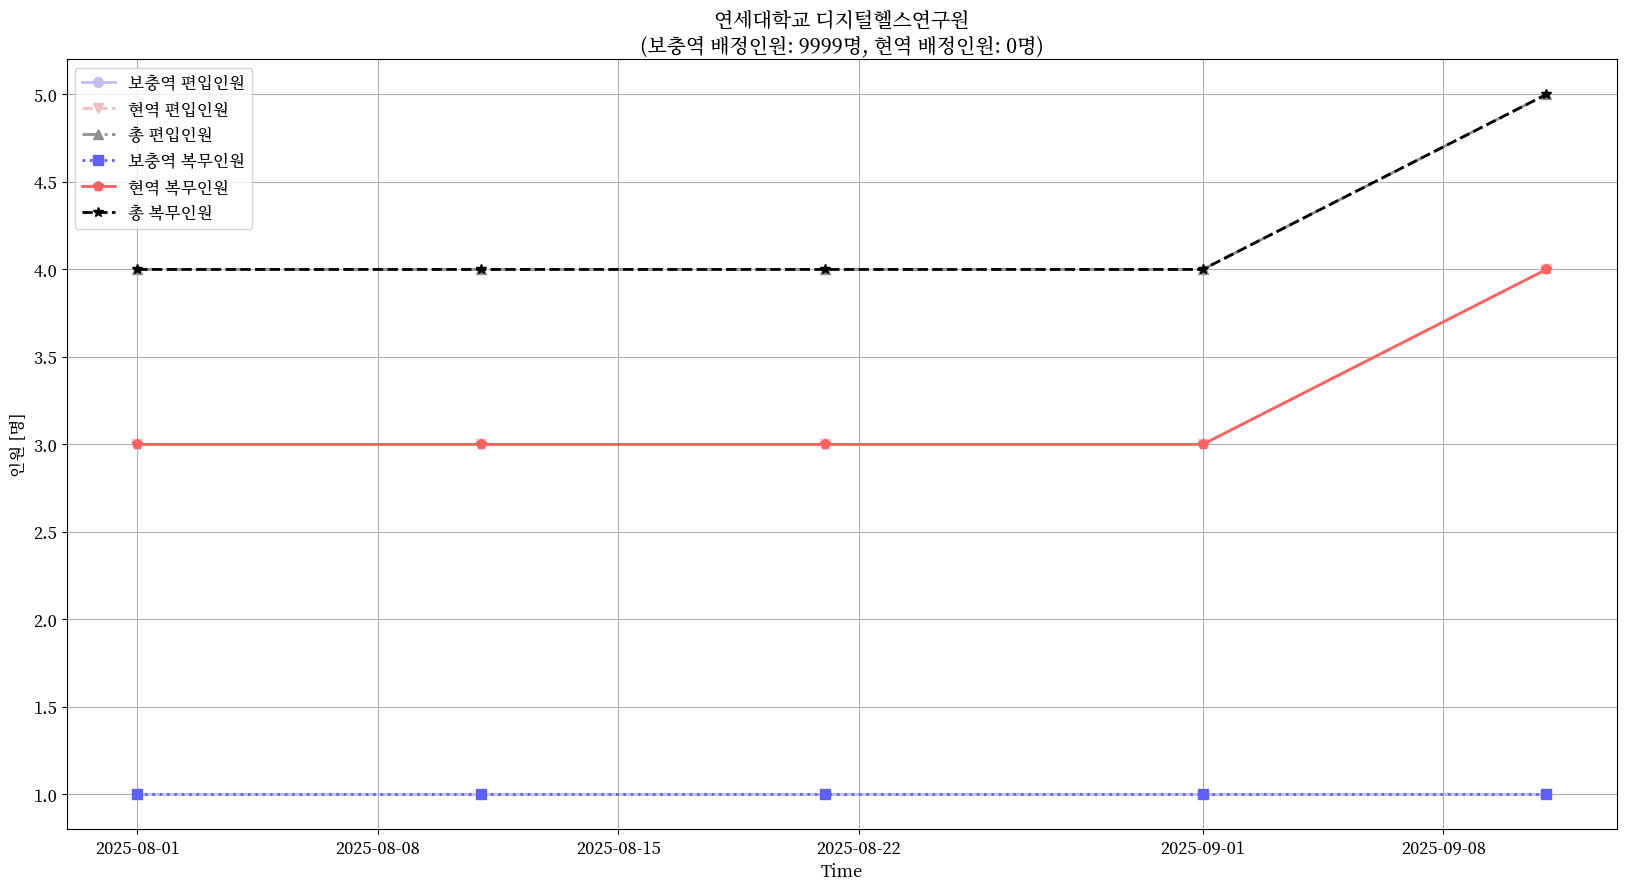 연세대학교 디지털헬스연구원
(보충역 배정인원: 9999명, 현역 배정인원: 0명)
보충역 편입인원
현역 편입인원
총 편입인원
보충역 복무인원
현역 복무인원
총 복무인원
인원 [명]
5.0
4.5
4.0
3.5
3.0
2.5
2.0
1.5
1.0
2025-08-01
2025-08-08
2025-08-15
2025-08-22
2025-09-01
2025-09-08
Time